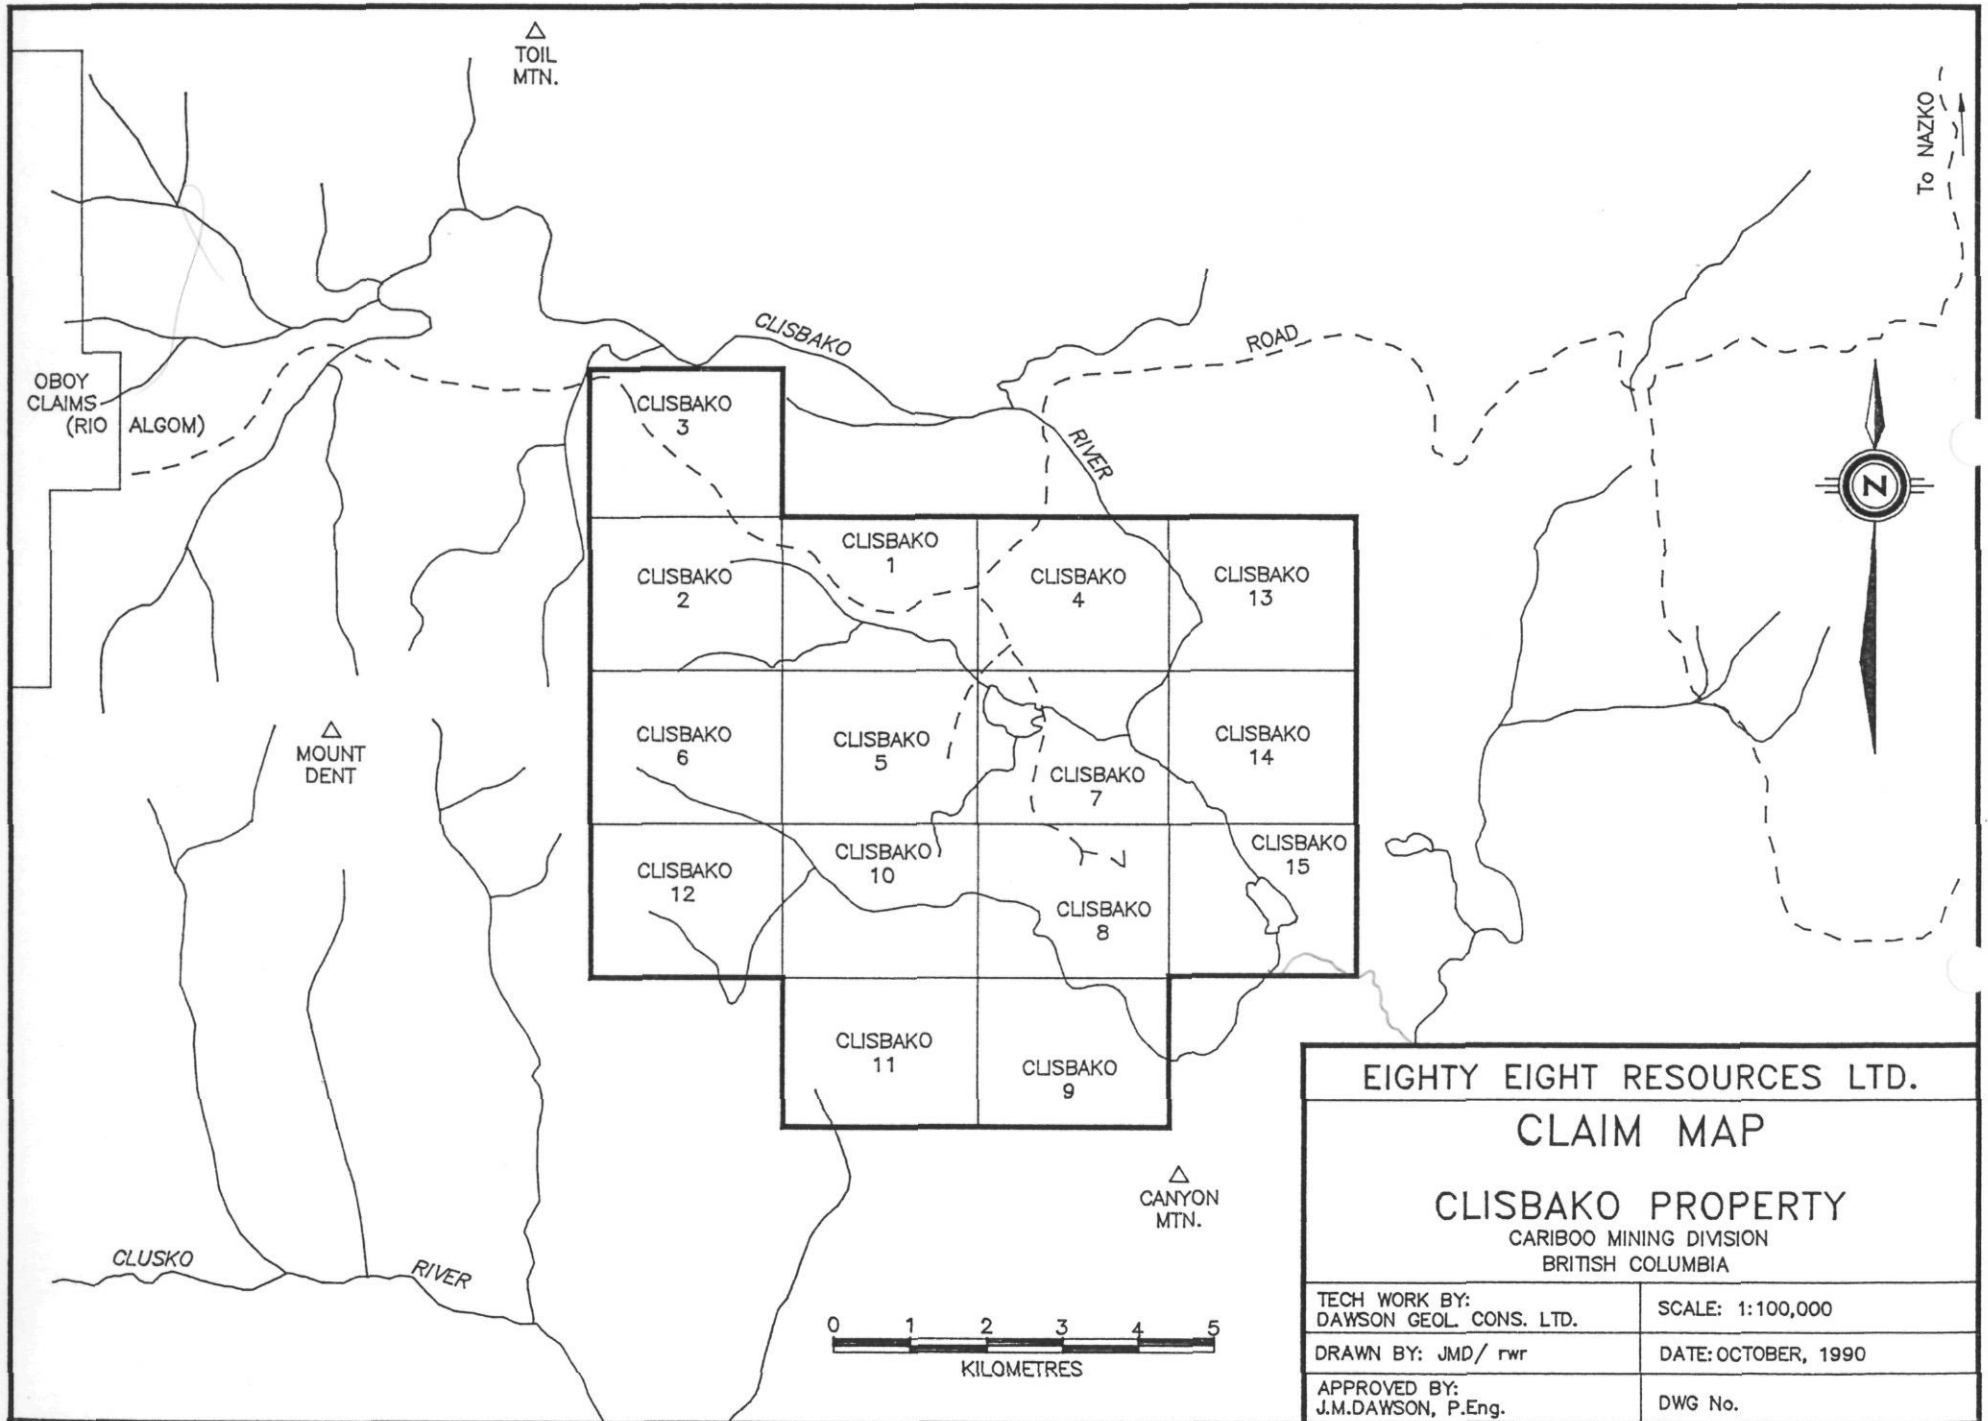 TOIL
MTN.
To NAZKO
CLISBAKO
RIVER
ROAD
OBOY
CLAIMS
(RIO ALGOM)
N
CLISBAKO
3
CLISBAKO
1
CLISBAKO
2
CLISBAKO
4
CLISBAKO
13
CLISBAKO
6
CLISBAKO
5
CLISBAKO
7
CLISBAKO
14
MOUNT
DENT
CLISBAKO
12
CLISBAKO
10
CLISBAKO
8
CLISBAKO
15
CLISBAKO
11
CLISBAKO
9
CANYON
MTN.
CLUSKO
RIVER
0 1 2 3 4 5
KILOMETRES
EIGHTY EIGHT RESOURCES LTD.
CLAIM MAP
CLISBAKO PROPERTY
CARIBOO MINING DIVISION
BRITISH COLUMBIA
TECH WORK BY:
DAWSON GEOL. CONS. LTD.
SCALE: 1:100,000
DRAWN BY: JMD/ rwr
DATE: OCTOBER, 1990
APPROVED BY:
J.M.DAWSON, P.Eng.
DWG No.